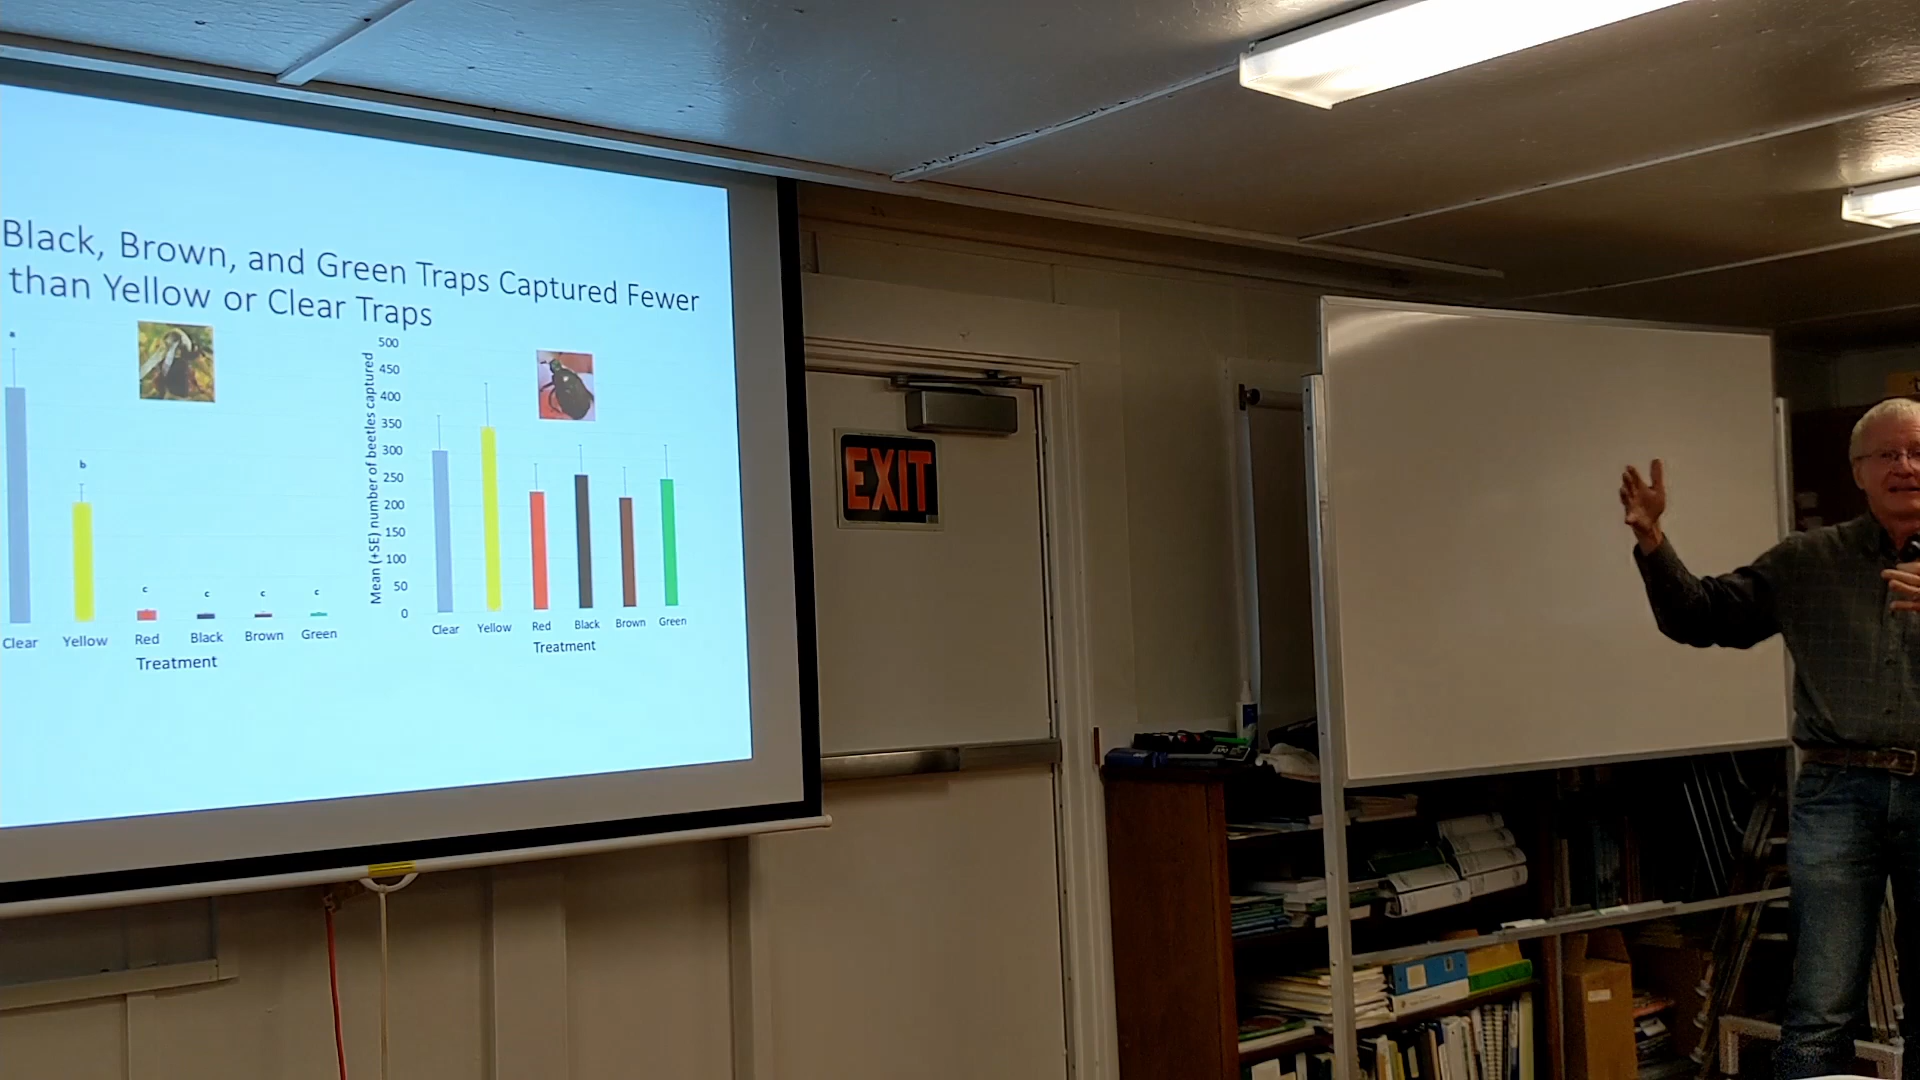 Black, Brown, and Green Traps Captured Fewer
than Yellow or Clear Traps
a
b
c
c
c
c
Clear
Yellow
Red
Black
Brown
Green
Treatment
Mean (+SE) number of beetles captured
500
450
400
350
300
250
200
150
100
50
0
Clear
Yellow
Red
Black
Brown
Green
Treatment
EXIT